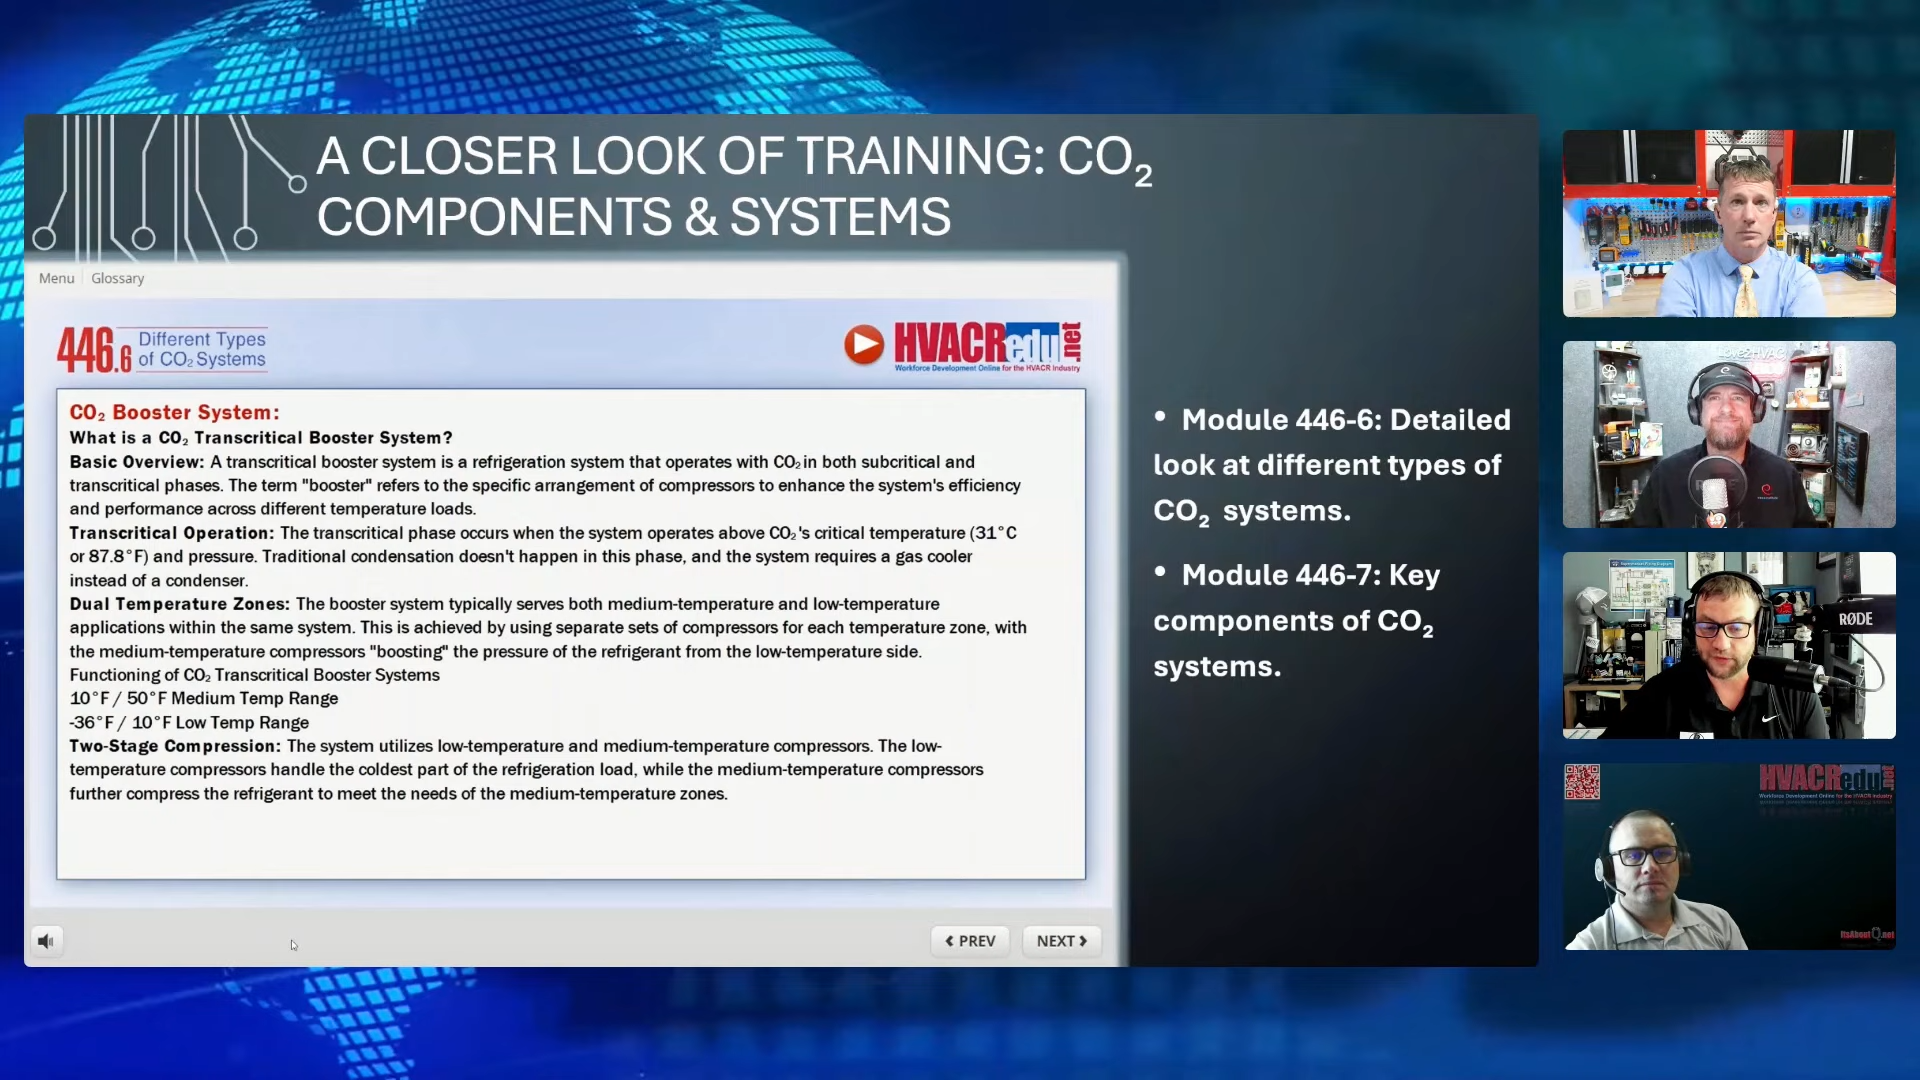 A CLOSER LOOK OF TRAINING: CO₂
COMPONENTS & SYSTEMS
Menu
Glossary
446.6
Different Types
of CO₂ Systems
HVACRedu.net
Workforce Development Online for the HVACR Industry
CO₂ Booster System:
What is a CO₂ Transcritical Booster System?
Basic Overview: A transcritical booster system is a refrigeration system that operates with CO₂ in both subcritical and
transcritical phases. The term "booster" refers to the specific arrangement of compressors to enhance the system's efficiency
and performance across different temperature loads.
Transcritical Operation: The transcritical phase occurs when the system operates above CO₂'s critical temperature (31°C
or 87.8°F) and pressure. Traditional condensation doesn't happen in this phase, and the system requires a gas cooler
instead of a condenser.
Dual Temperature Zones: The booster system typically serves both medium-temperature and low-temperature
applications within the same system. This is achieved by using separate sets of compressors for each temperature zone, with
the medium-temperature compressors "boosting" the pressure of the refrigerant from the low-temperature side.
Functioning of CO₂ Transcritical Booster Systems
10°F / 50°F Medium Temp Range
-36°F / 10°F Low Temp Range
Two-Stage Compression: The system utilizes low-temperature and medium-temperature compressors. The low-
temperature compressors handle the coldest part of the refrigeration load, while the medium-temperature compressors
further compress the refrigerant to meet the needs of the medium-temperature zones.
PREV
NEXT
• Module 446-6: Detailed
look at different types of
CO₂ systems.
• Module 446-7: Key
components of CO₂
systems.
RØDE
HVACRedu.net
Workforce Development Online for the HVACR Industry
ItsAboutQ.net